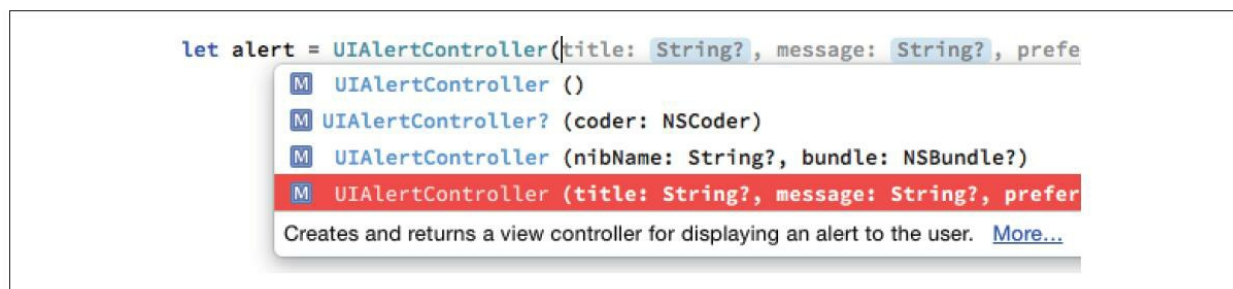 let alert = UIAlertController(title: String?, message: String?, prefe
M UIAlertController ()
M UIAlertController? (coder: NSCoder)
M UIAlertController (nibName: String?, bundle: NSBundle?)
M UIAlertController (title: String?, message: String?, prefer
Creates and returns a view controller for displaying an alert to the user. More...